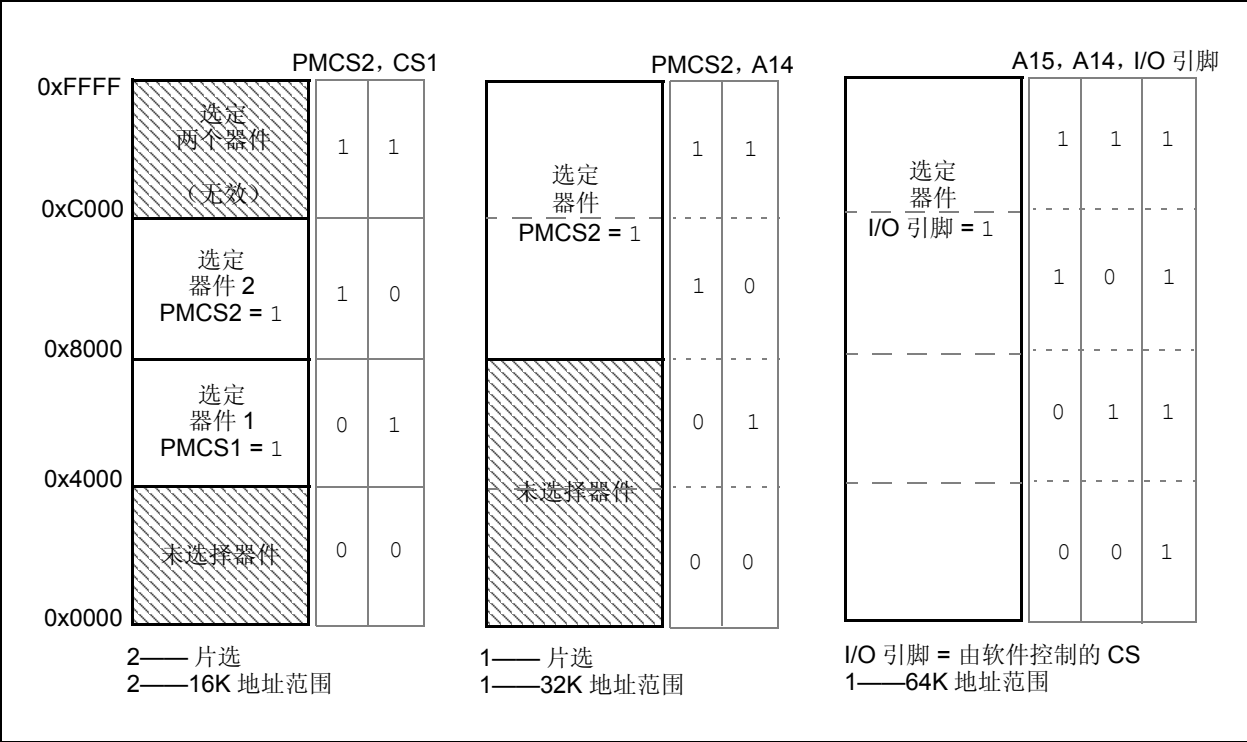 PMCS2，CS1
0xFFFF
选定
两个器件
（无效）
1 1
0xC000
选定
器件 2
PMCS2 = 1
1 0
0x8000
选定
器件 1
PMCS1 = 1
0 1
0x4000
未选择器件
0 0
0x0000
2—— 片选
2——16K 地址范围
PMCS2，A14
选定
器件
PMCS2 = 1
1 1
1 0
未选择器件
0 1
0 0
1—— 片选
1——32K 地址范围
A15，A14，I/O 引脚
选定
器件
I/O 引脚 = 1
1 1 1
1 0 1
0 1 1
0 0 1
I/O 引脚 = 由软件控制的 CS
1——64K 地址范围